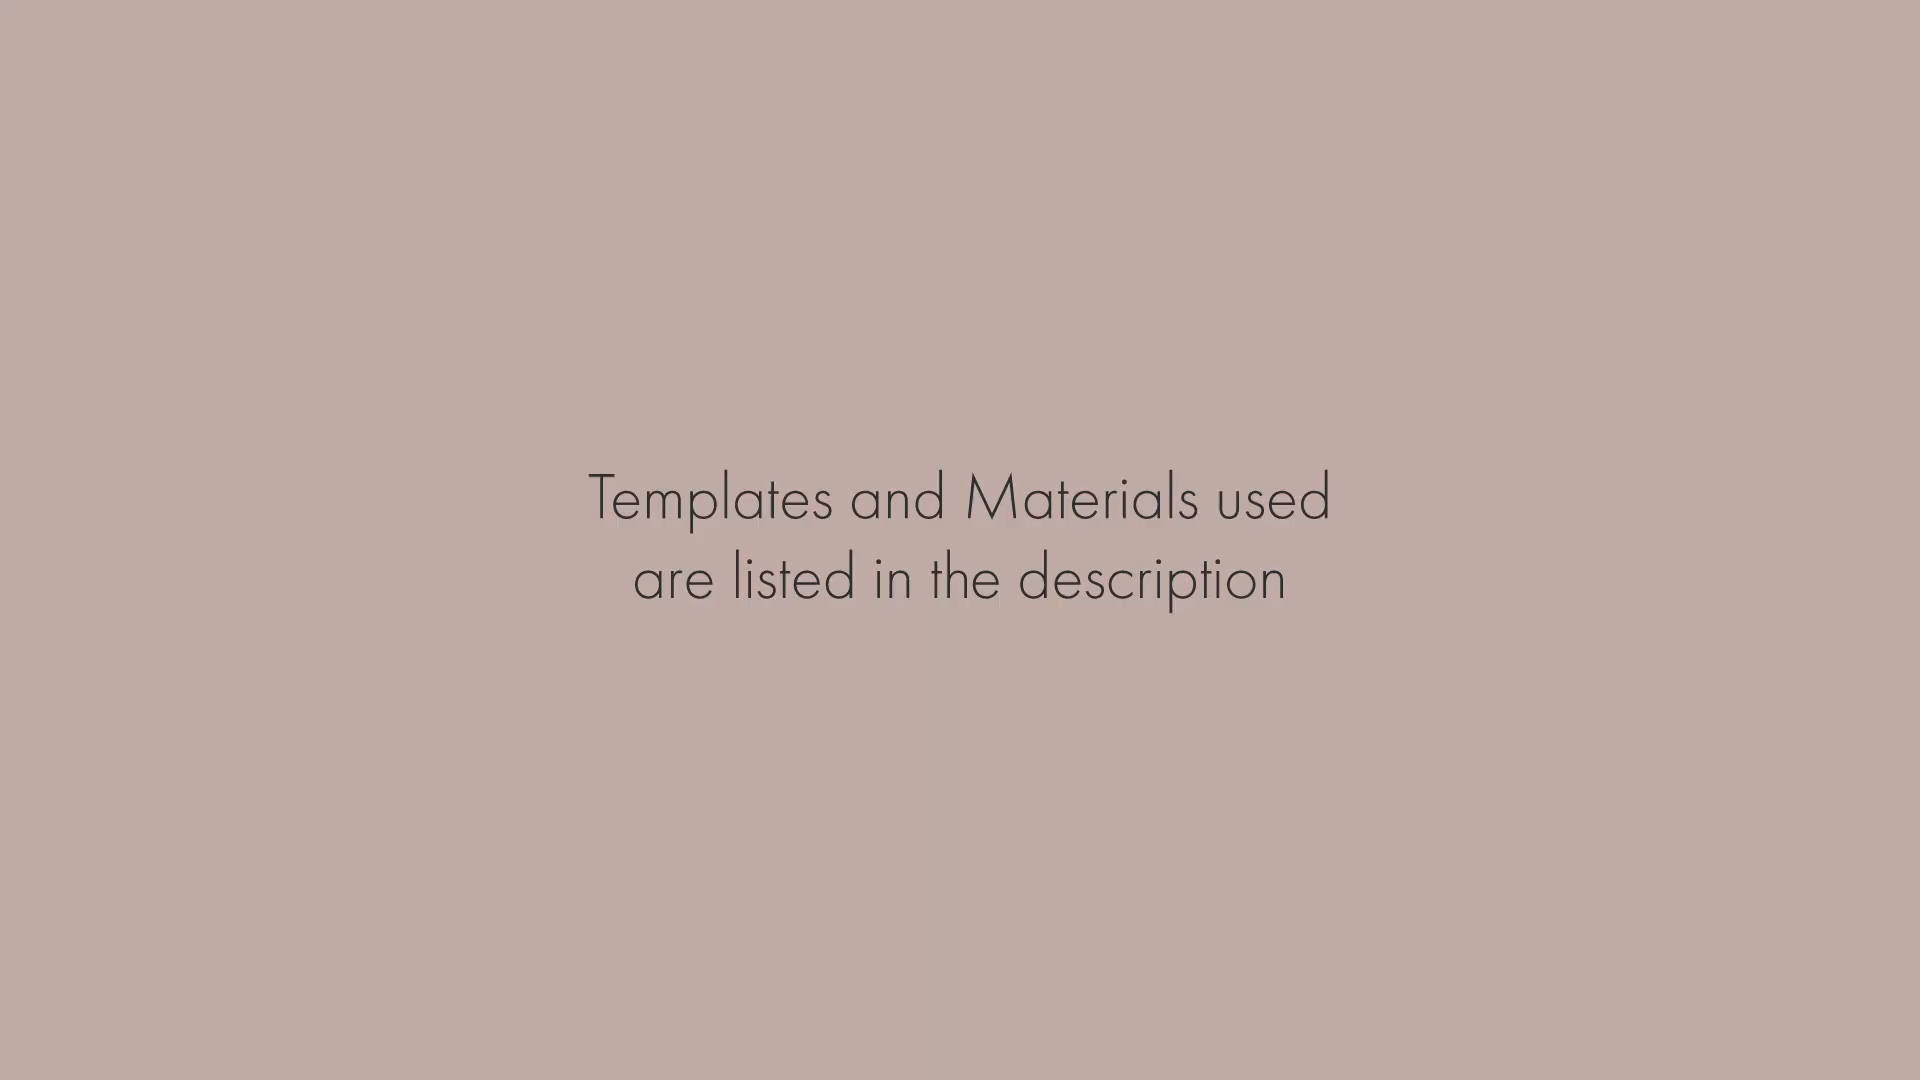 Templates and Materials used
are listed in the description